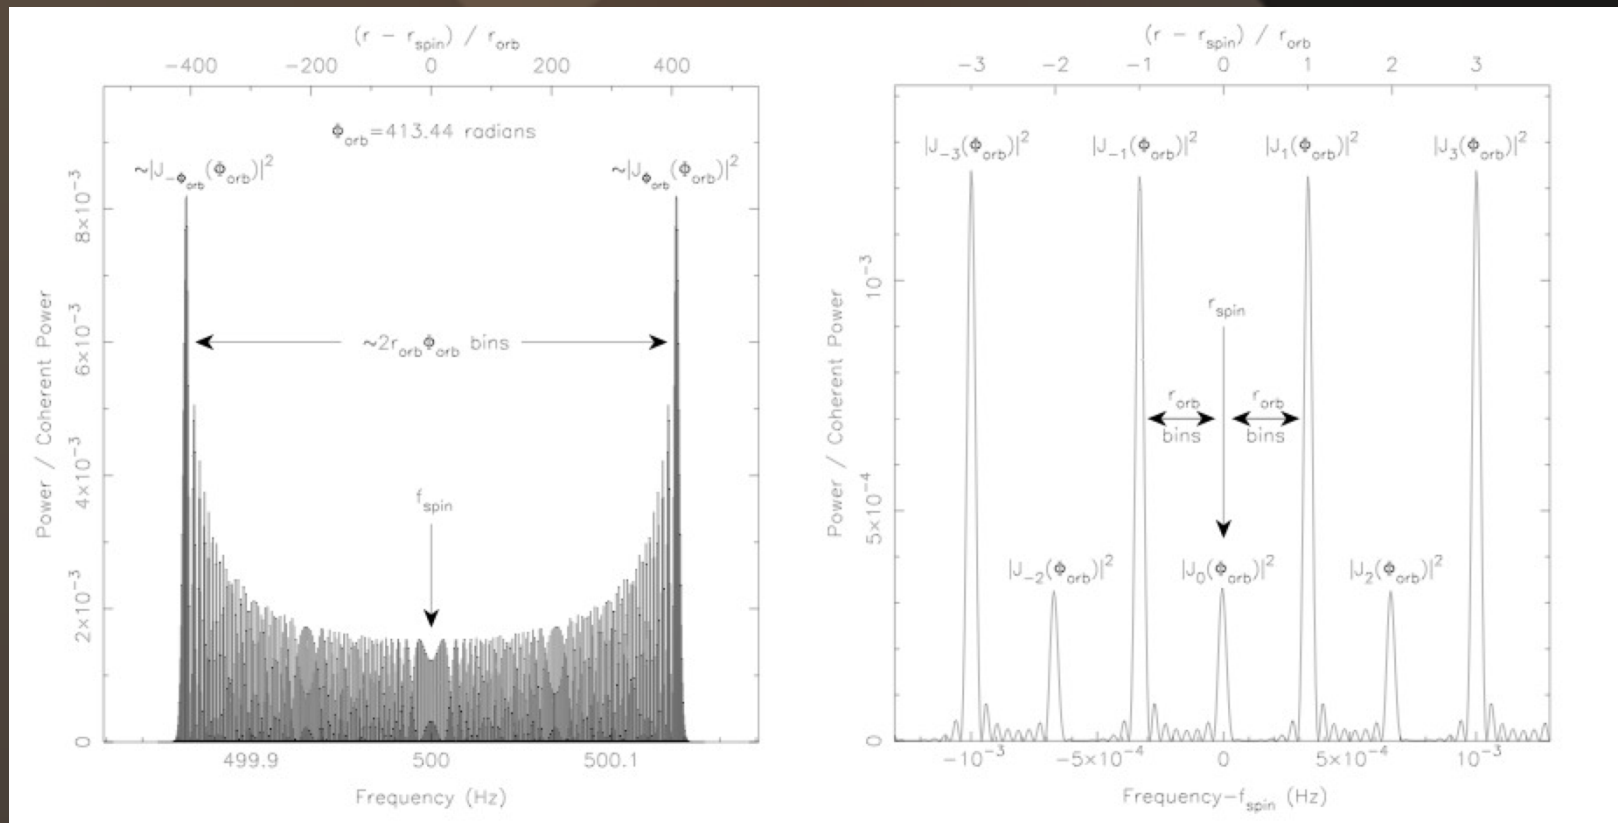 (r − r_spin) / r_orb
−400 −200 0 200 400
Φ_orb=413.44 radians
~|J_−Φ_orb(Φ_orb)|²
~|J_Φ_orb(Φ_orb)|²
8×10⁻³
6×10⁻³
4×10⁻³
2×10⁻³
0
Power / Coherent Power
~2r_orbΦ_orb bins
f_spin
499.9 500 500.1
Frequency (Hz)
(r − r_spin) / r_orb
−3 −2 −1 0 1 2 3
|J_−3(Φ_orb)|²
|J_−1(Φ_orb)|²
|J_1(Φ_orb)|²
|J_3(Φ_orb)|²
10⁻³
5×10⁻⁴
0
Power / Coherent Power
r_spin
r_orb
bins
r_orb
bins
|J_−2(Φ_orb)|²
|J_0(Φ_orb)|²
|J_2(Φ_orb)|²
−10⁻³ −5×10⁻⁴ 0 5×10⁻⁴ 10⁻³
Frequency−f_spin (Hz)